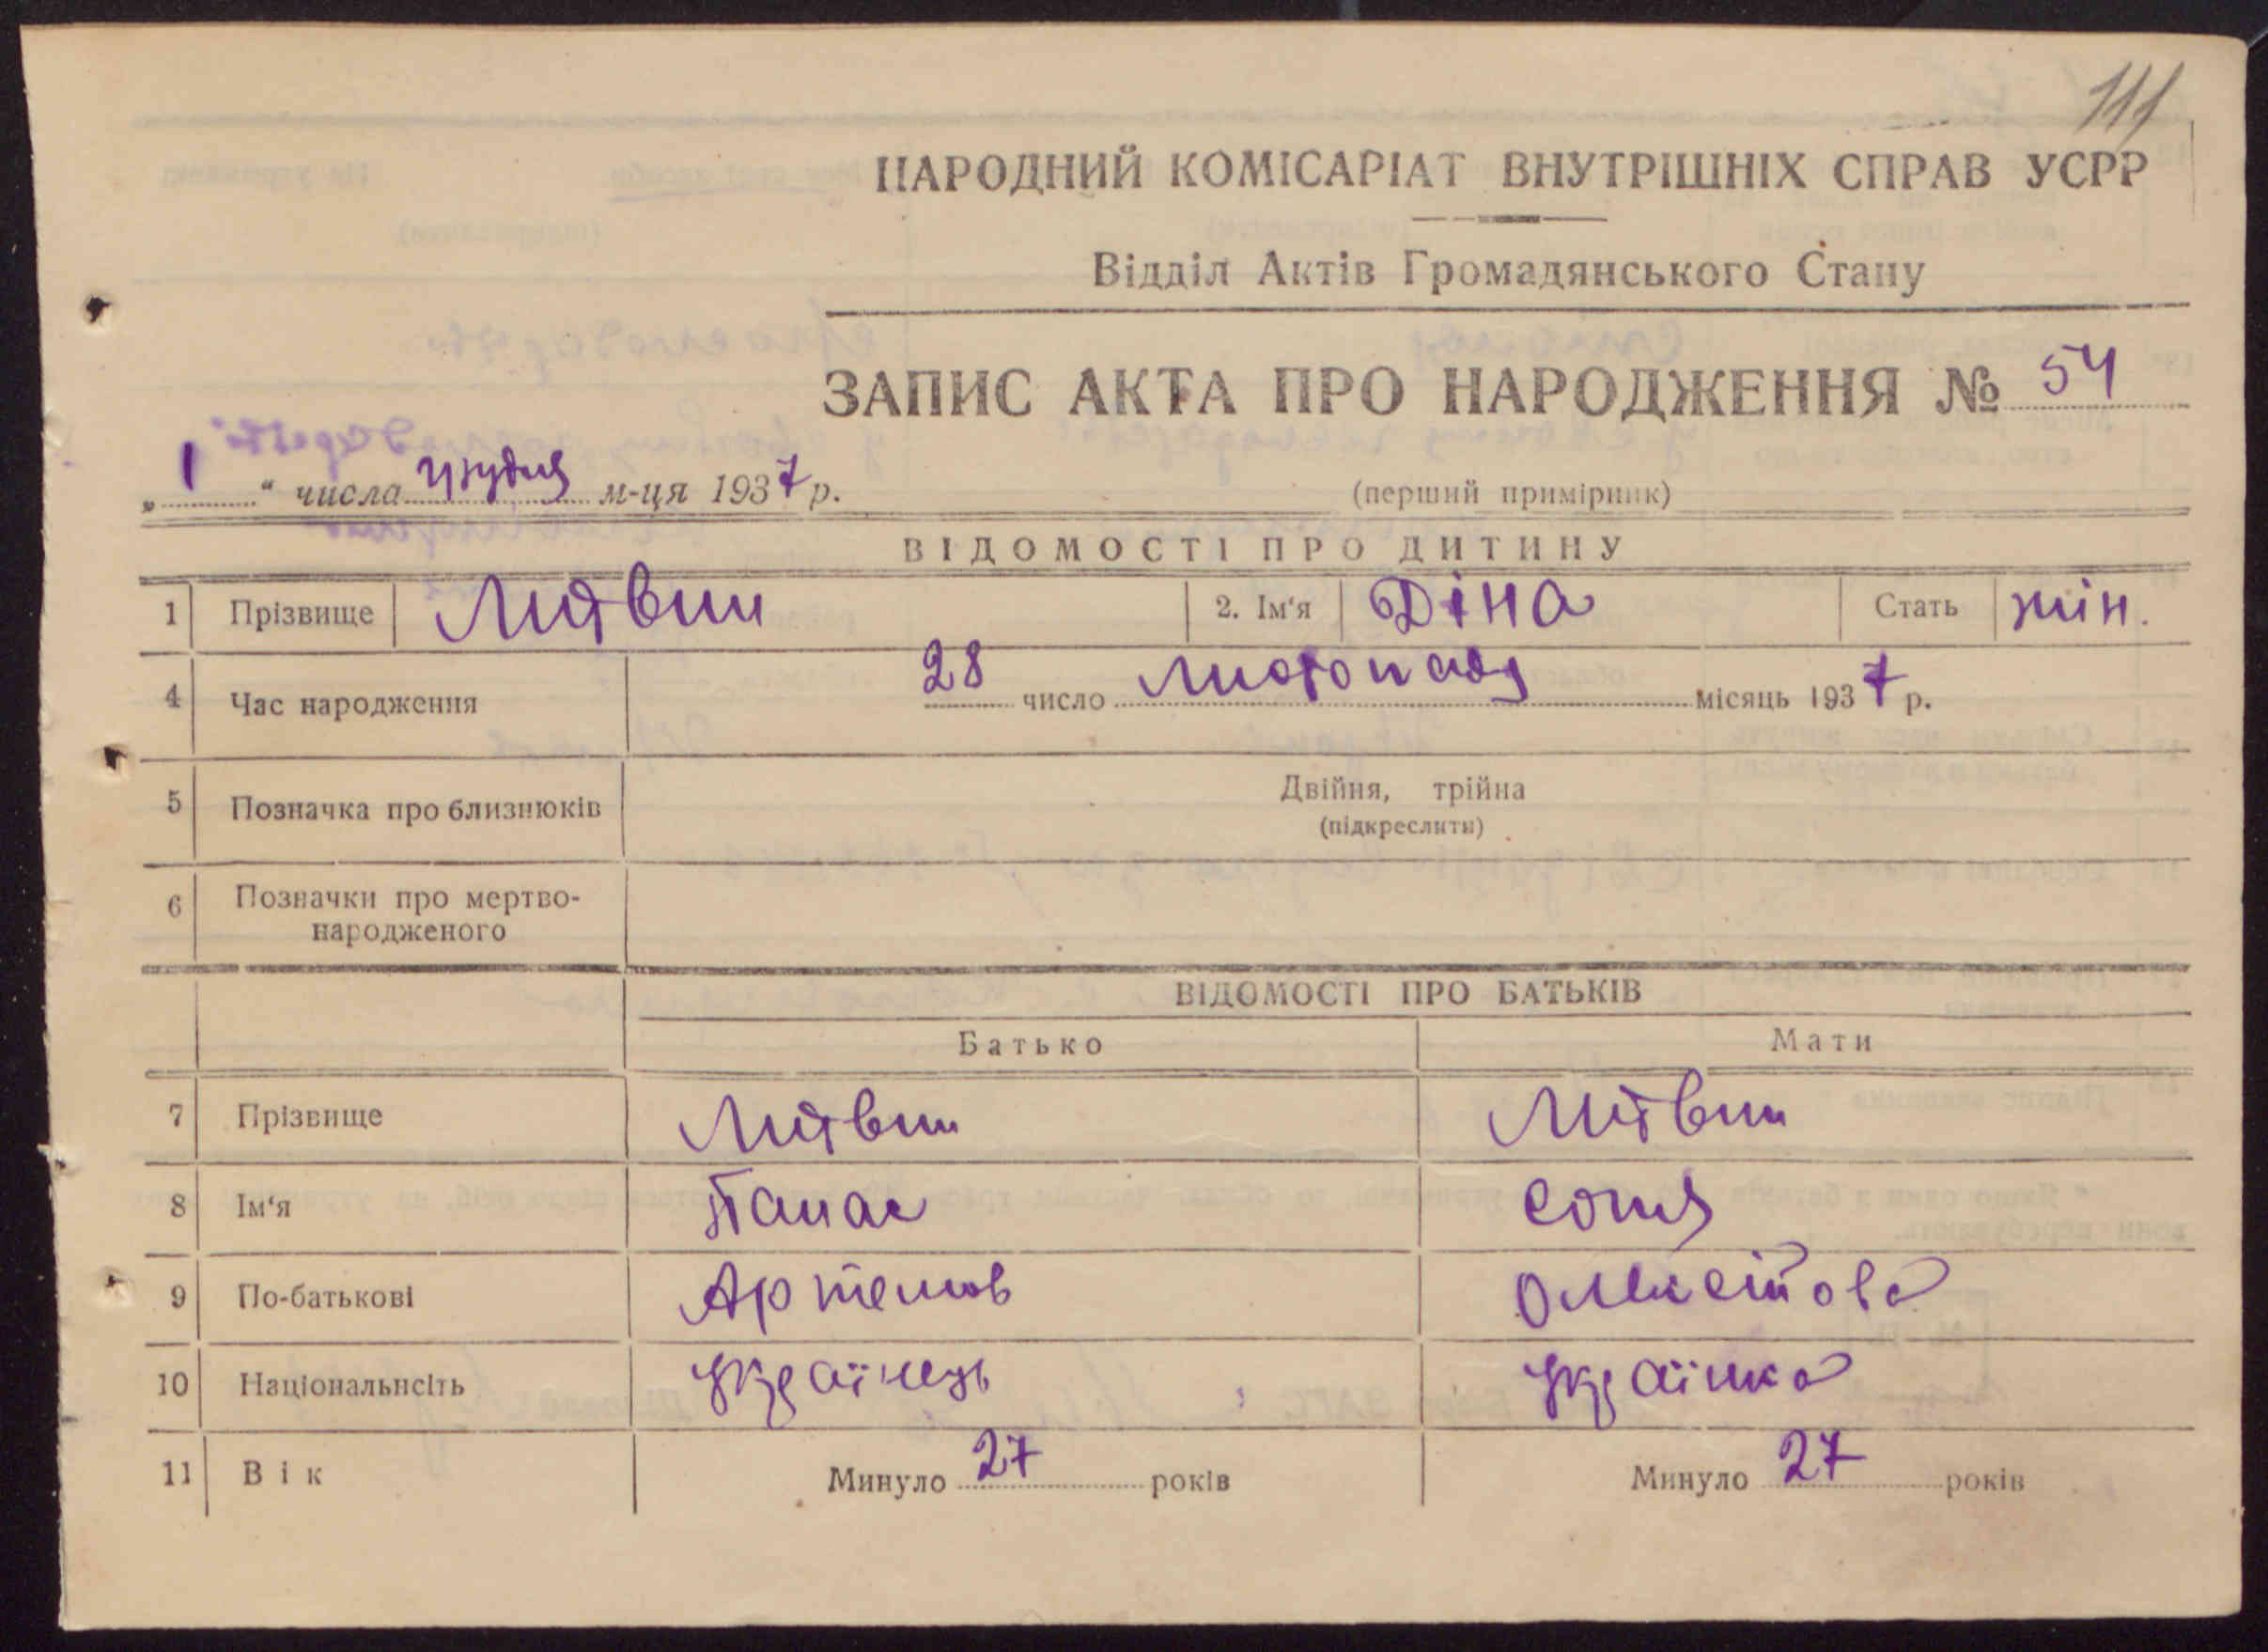 111
НАРОДНИЙ КОМІСАРІАТ ВНУТРІШНІХ СПРАВ УСРР
Відділ Актів Громадянського Стану
ЗАПИС АКТА ПРО НАРОДЖЕННЯ № 54
„1“ числа грудня м-ця 1937 р.
(перший примірник)
ВІДОМОСТІ ПРО ДИТИНУ
1 Прізвище Литвин 2. Ім'я Діна Стать жін.
4 Час народження 28 число листопада місяць 1937 р.
5 Позначка про близнюків Двійня, трійна
(підкреслити)
6 Позначки про мертво-
народженого
ВІДОМОСТІ ПРО БАТЬКІВ
Батько Мати
7 Прізвище Литвин Литвин
8 Ім'я Панас Соня
9 По-батькові Артемов
10 Національнсіть Українець Українка
11 Вік Минуло 27 років Минуло 27 років